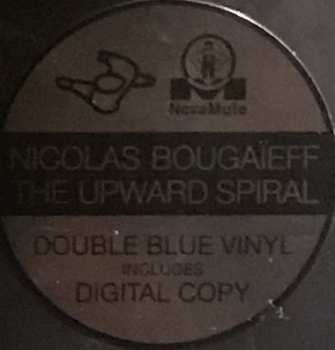 NovaMute
NICOLAS BOUGAÏEFF
THE UPWARD SPIRAL
DOUBLE BLUE VINYL
INCLUDES
DIGITAL COPY